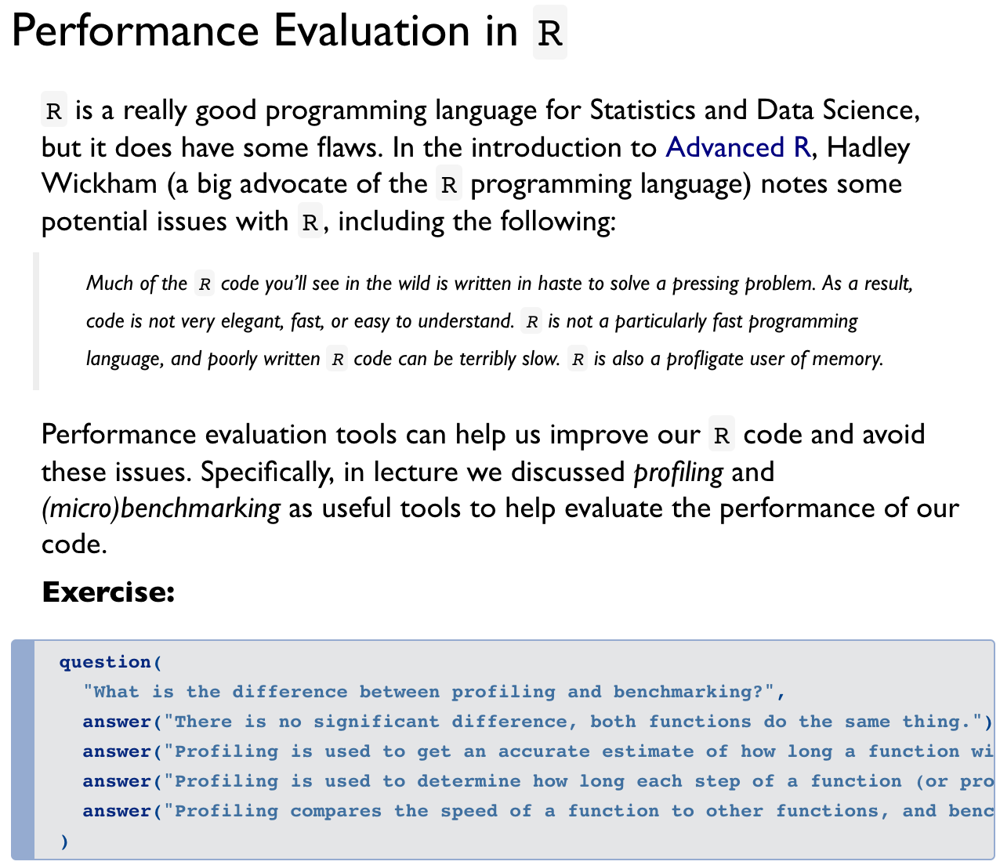 Performance Evaluation in R
R is a really good programming language for Statistics and Data Science,
but it does have some flaws. In the introduction to Advanced R, Hadley
Wickham (a big advocate of the R programming language) notes some
potential issues with R, including the following:
Much of the R code you’ll see in the wild is written in haste to solve a pressing problem. As a result,
code is not very elegant, fast, or easy to understand. R is not a particularly fast programming
language, and poorly written R code can be terribly slow. R is also a profligate user of memory.
Performance evaluation tools can help us improve our R code and avoid
these issues. Specifically, in lecture we discussed profiling and
(micro)benchmarking as useful tools to help evaluate the performance of our
code.
Exercise:
question(
"What is the difference between profiling and benchmarking?",
answer("There is no significant difference, both functions do the same thing.")
answer("Profiling is used to get an accurate estimate of how long a function wi
answer("Profiling is used to determine how long each step of a function (or pro
answer("Profiling compares the speed of a function to other functions, and benc
)